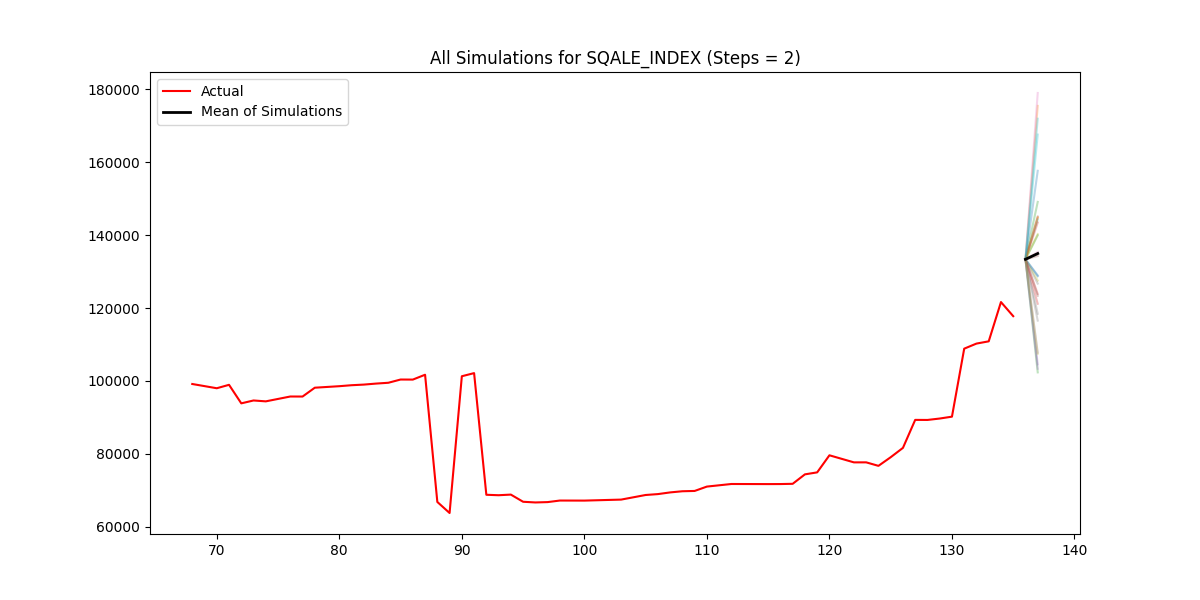 All Simulations for SQALE_INDEX (Steps = 2)
Actual
Mean of Simulations
180000
160000
140000
120000
100000
80000
60000
70 80 90 100 110 120 130 140